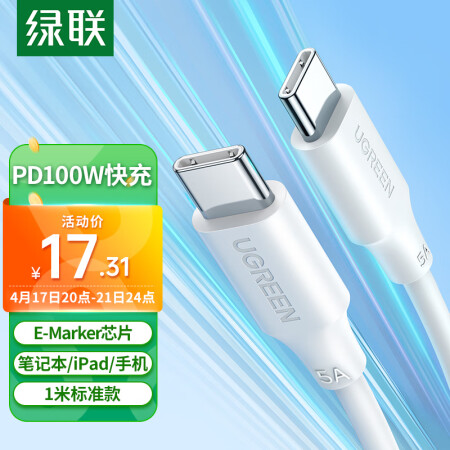 绿联
PD100W快充
活动价
¥17.31
4月17日20点-21日24点
E-Marker芯片
笔记本/iPad/手机
1米标准款
UGREEN
5A
UGREEN
5A